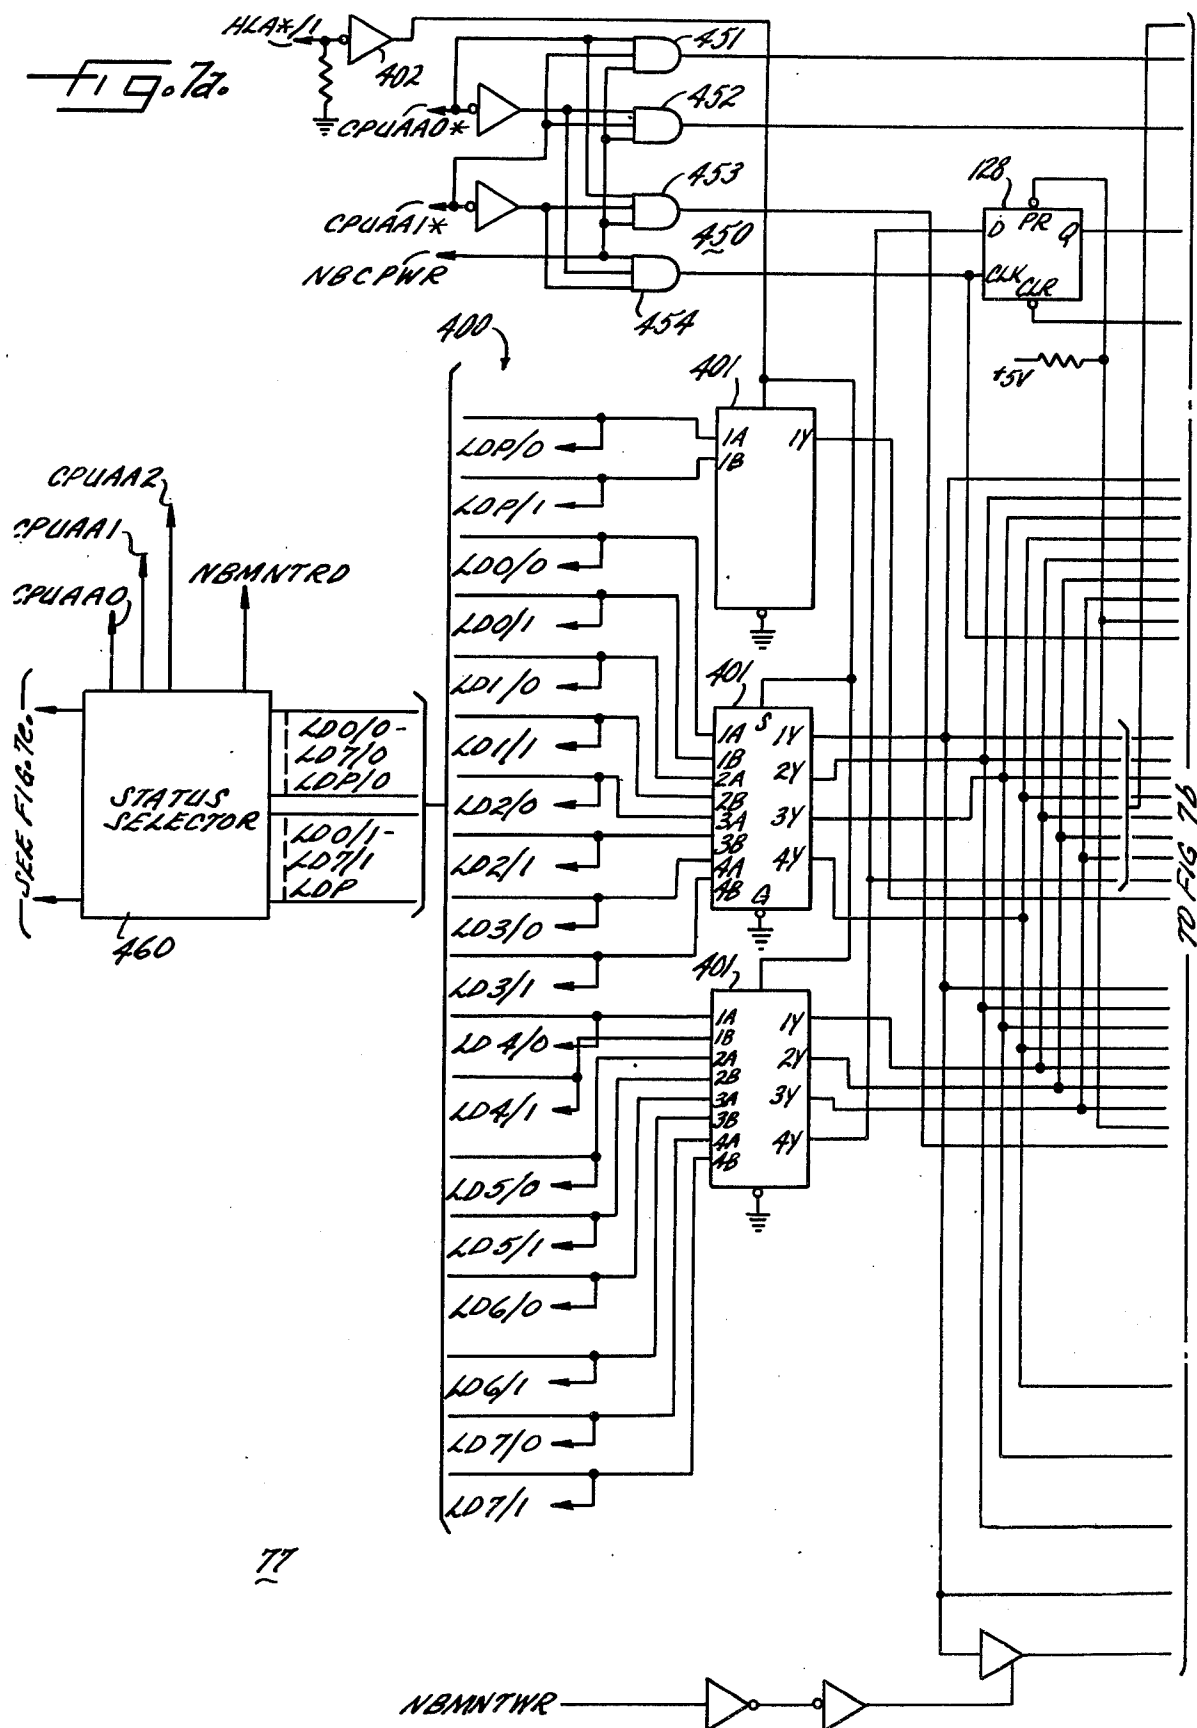 Fig. 7a.
HLA*/1
402
451
CPUAA0*
452
CPUAA1*
453
450
NBCPWR
454
128
D PR Q
CLK
CLR
+5V
400
401
1A 1Y
1B
LDP/0
LDP/1
LD0/0
LD0/1
LD1/0
LD1/1
LD2/0
LD2/1
LD3/0
LD3/1
LD4/0
LD4/1
LD5/0
LD5/1
LD6/0
LD6/1
LD7/0
LD7/1
401
S
1A 1Y
1B
2A 2Y
2B
3A 3Y
3B
4A 4Y
4B
G
401
1A 1Y
1B
2A 2Y
2B
3A 3Y
3B
4A 4Y
4B
CPUAA2
CPUAA1
CPUAA0
NBMNTRD
SEE FIG. 7e.
STATUS
SELECTOR
LD0/0-
LD7/0
LDP/0
LD0/1-
LD7/1
LDP
460
TO FIG 7b
77
NBMNTWR